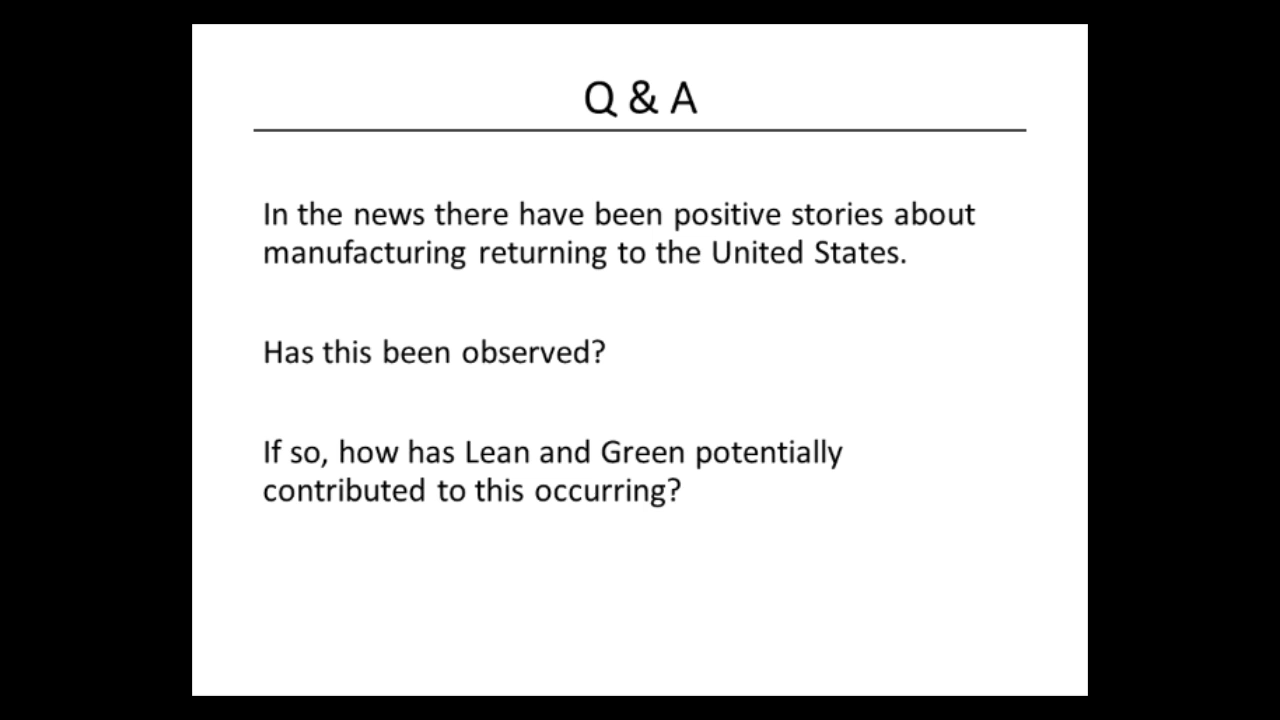 Q & A
In the news there have been positive stories about
manufacturing returning to the United States.
Has this been observed?
If so, how has Lean and Green potentially
contributed to this occurring?